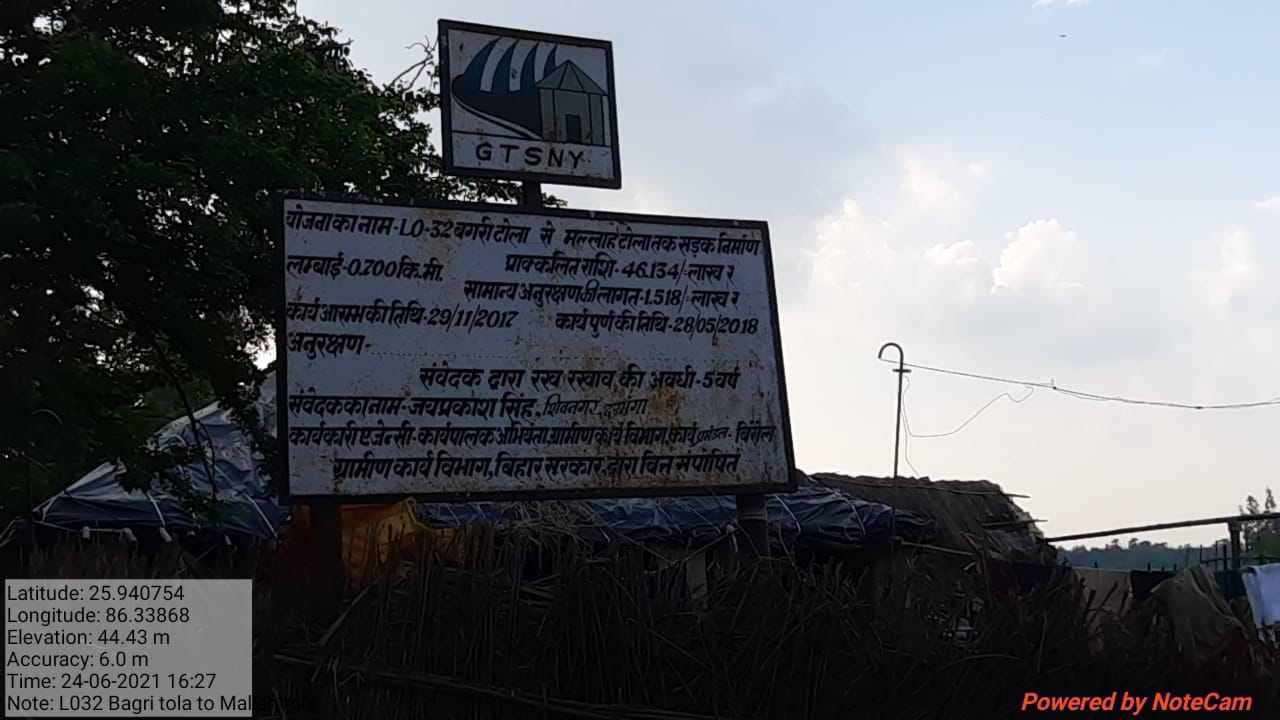 GTSNY
योजना का नाम-LO-32 बगरी टोला से मल्लाह टोला तक सड़क निर्माण
लम्बाई-0.700 कि.मी. प्राक्कलित राशि-46.134/-लाख र
सामान्य अनुरक्षण की लागत-1.518/-लाख र
कार्य आरम्भ की तिथि-29/11/2017 कार्य पुर्ण की तिथि-28/05/2018
अनुरक्षण-
संवेदक द्वारा रख रखाव की अवधी-5 वर्ष
संवेदक का नाम-जयप्रकाश सिंह, शिवनगर, दरभंगा
कार्यकारी एजेन्सी-कार्यपालक अभियंता, ग्रामीण कार्य विभाग, कार्य प्रमंडल-
ग्रामीण कार्य विभाग, बिहार सरकार, द्वारा वित्त संपोषित
Latitude: 25.940754
Longitude: 86.33868
Elevation: 44.43 m
Accuracy: 6.0 m
Time: 24-06-2021 16:27
Note: L032 Bagri tola to Mallah tola
Powered by NoteCam